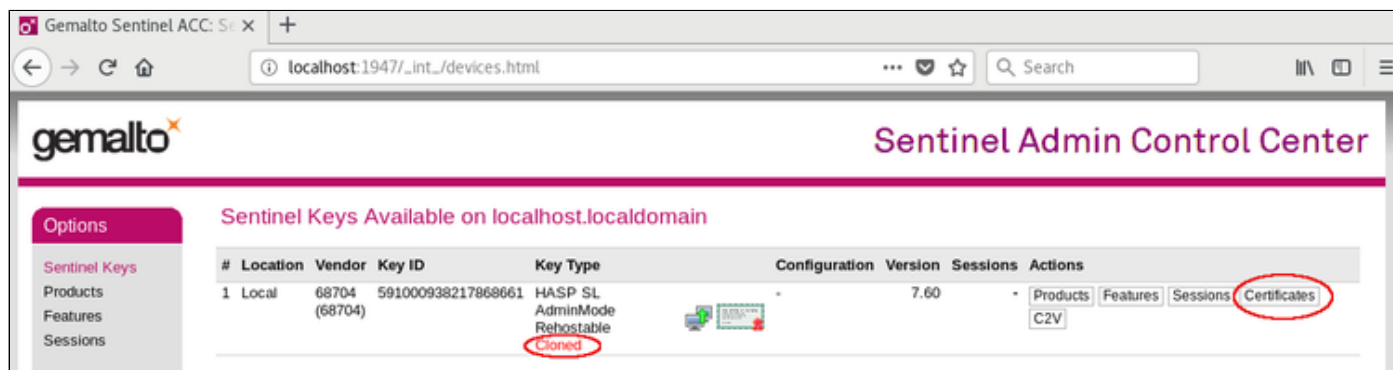 Gemalto Sentinel ACC: Se
localhost:1947/_int_/devices.html
Search
gemalto
Sentinel Admin Control Center
Options
Sentinel Keys
Products
Features
Sessions
Sentinel Keys Available on localhost.localdomain
# Location Vendor Key ID Key Type Configuration Version Sessions Actions
1 Local 68704 591000938217868661 HASP SL - 7.60 - Products Features Sessions Certificates
(68704) AdminMode C2V
Rehostable
Cloned